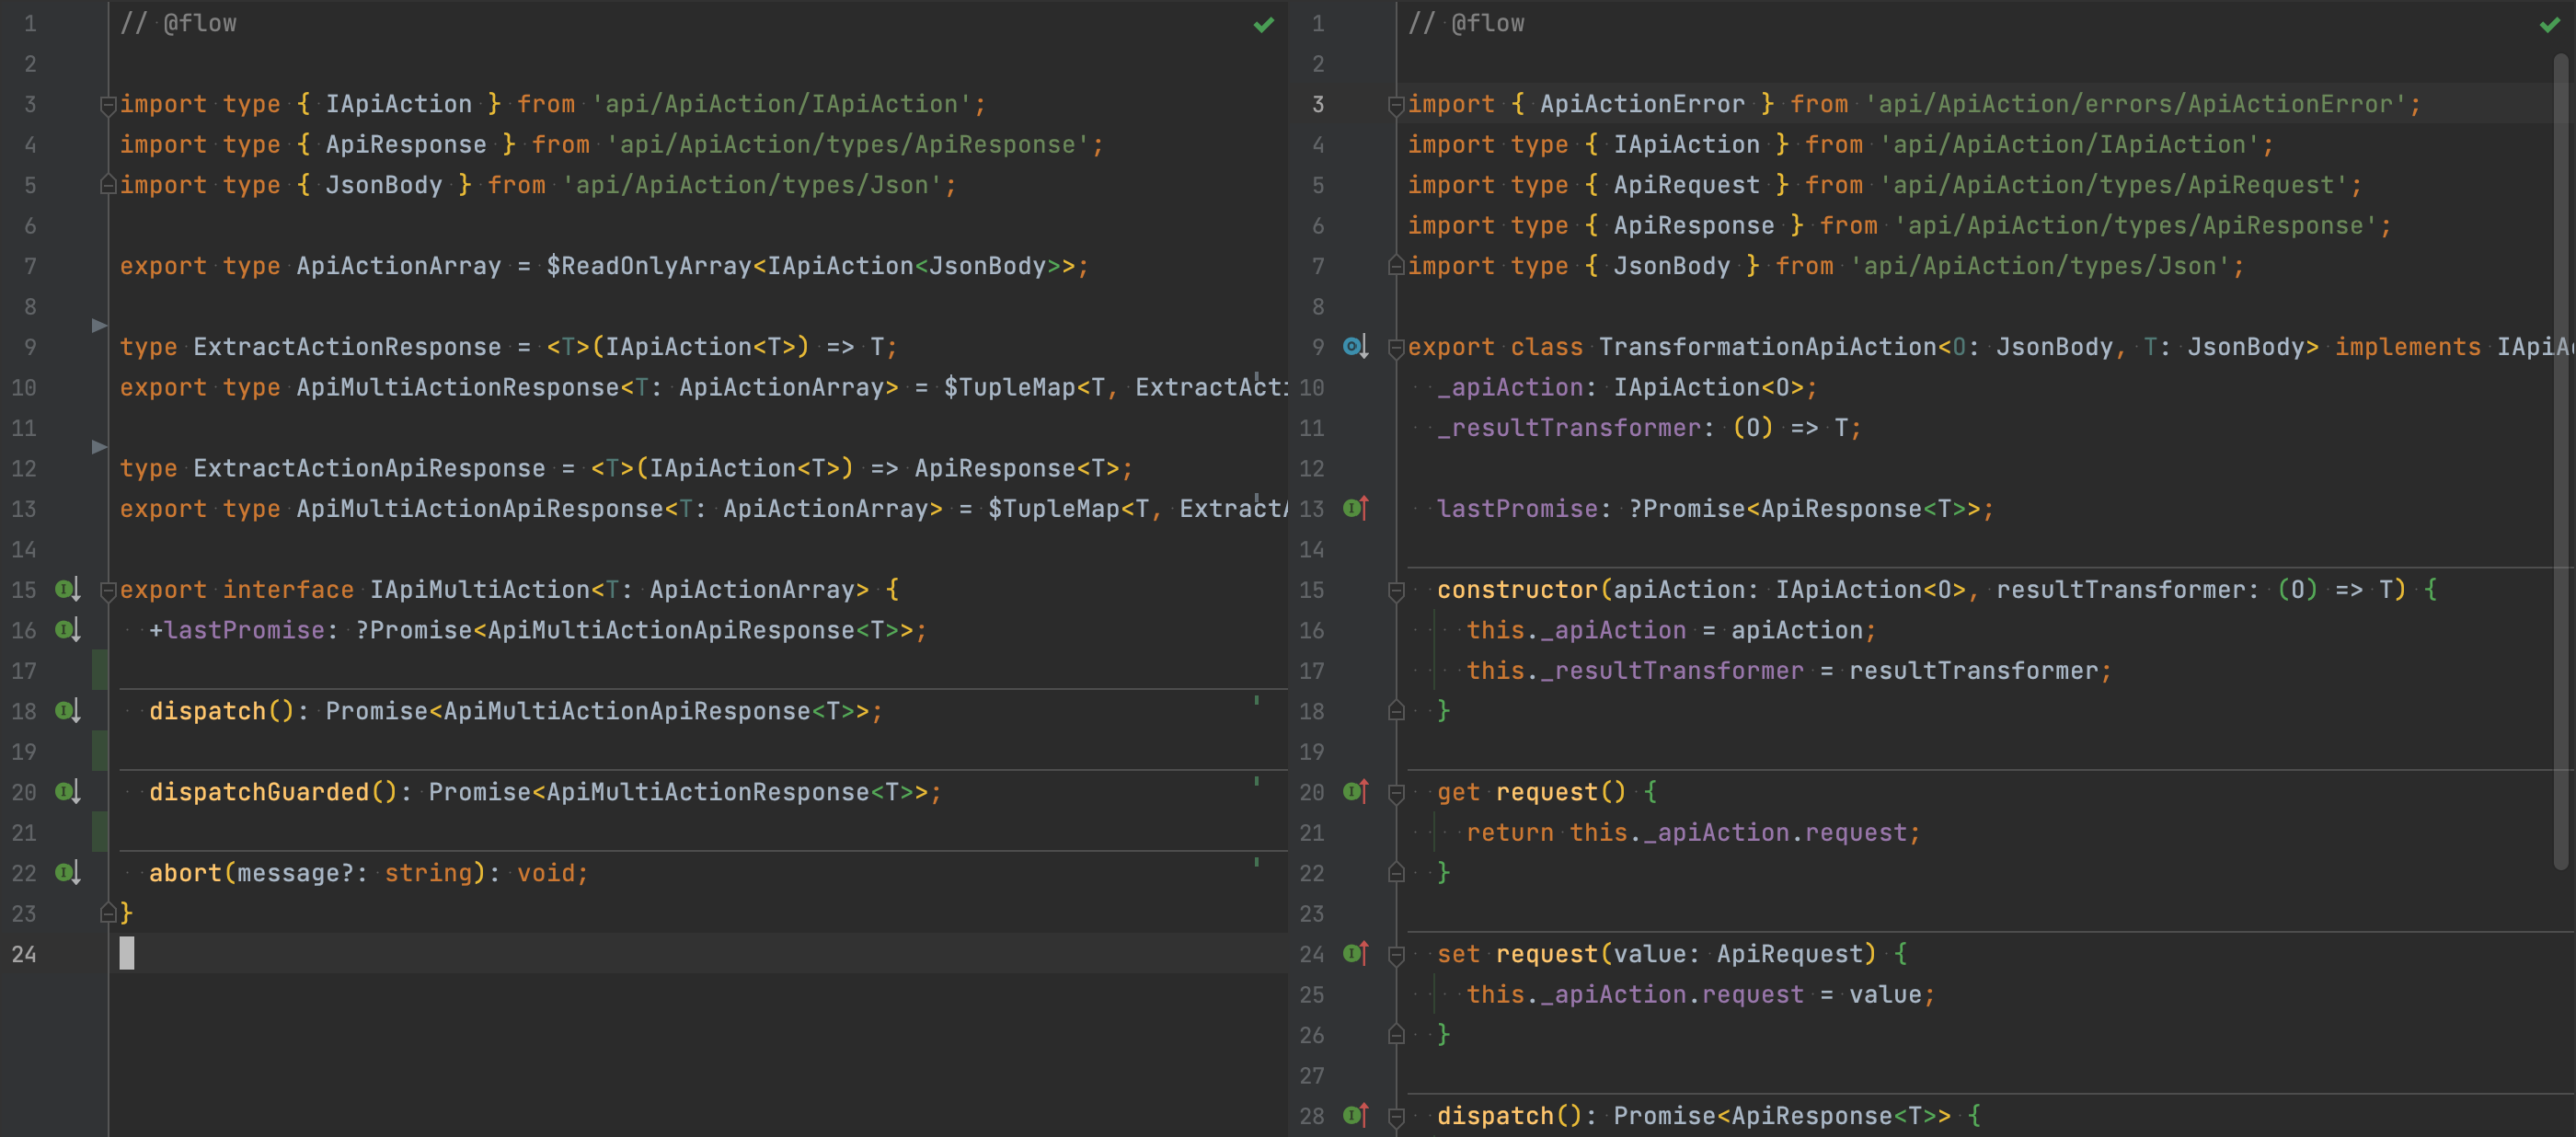 1 // @flow
2
3 import type { IApiAction } from 'api/ApiAction/IApiAction';
4 import type { ApiResponse } from 'api/ApiAction/types/ApiResponse';
5 import type { JsonBody } from 'api/ApiAction/types/Json';
6
7 export type ApiActionArray = $ReadOnlyArray<IApiAction<JsonBody>>;
8
9 type ExtractActionResponse = <T>(IApiAction<T>) => T;
10 export type ApiMultiActionResponse<T: ApiActionArray> = $TupleMap<T, ExtractActi
11
12 type ExtractActionApiResponse = <T>(IApiAction<T>) => ApiResponse<T>;
13 export type ApiMultiActionApiResponse<T: ApiActionArray> = $TupleMap<T, ExtractA
14
15 export interface IApiMultiAction<T: ApiActionArray> {
16 +lastPromise: ?Promise<ApiMultiActionApiResponse<T>>;
17
18 dispatch(): Promise<ApiMultiActionApiResponse<T>>;
19
20 dispatchGuarded(): Promise<ApiMultiActionResponse<T>>;
21
22 abort(message?: string): void;
23 }
24
1 // @flow
2
3 import { ApiActionError } from 'api/ApiAction/errors/ApiActionError';
4 import type { IApiAction } from 'api/ApiAction/IApiAction';
5 import type { ApiRequest } from 'api/ApiAction/types/ApiRequest';
6 import type { ApiResponse } from 'api/ApiAction/types/ApiResponse';
7 import type { JsonBody } from 'api/ApiAction/types/Json';
8
9 export class TransformationApiAction<O: JsonBody, T: JsonBody> implements IApiA
10 _apiAction: IApiAction<O>;
11 _resultTransformer: (O) => T;
12
13 lastPromise: ?Promise<ApiResponse<T>>;
14
15 constructor(apiAction: IApiAction<O>, resultTransformer: (O) => T) {
16 this._apiAction = apiAction;
17 this._resultTransformer = resultTransformer;
18 }
19
20 get request() {
21 return this._apiAction.request;
22 }
23
24 set request(value: ApiRequest) {
25 this._apiAction.request = value;
26 }
27
28 dispatch(): Promise<ApiResponse<T>> {